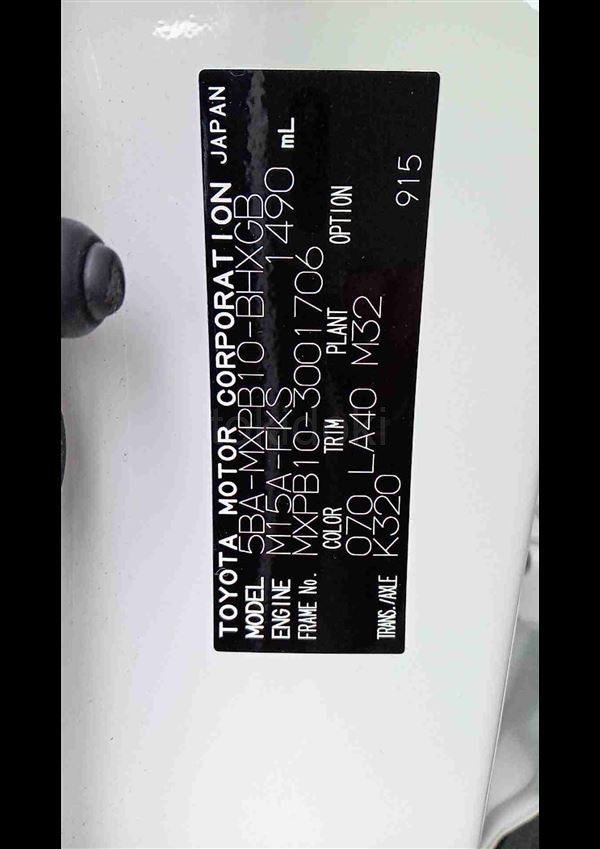 TOYOTA MOTOR CORPORATION JAPAN
MODEL 5BA-MXPB10-BHXGB
ENGINE M15A-FKS 1490 mL
FRAME No. MXPB10-3001706
COLOR TRIM PLANT OPTION
070 LA40 M32
TRANS./AXLE K320 915